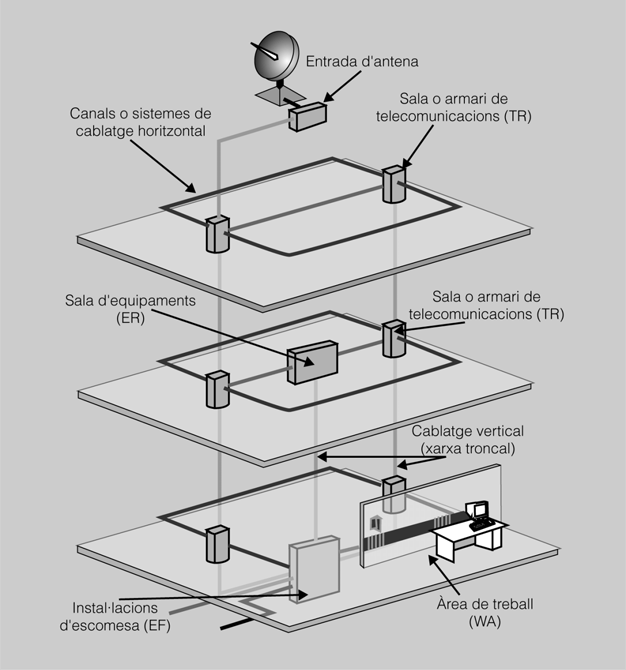 Entrada d'antena
Canals o sistemes de
cablatge horitzontal
Sala o armari de
telecomunicacions (TR)
Sala d'equipaments
(ER)
Sala o armari de
telecomunicacions (TR)
Cablatge vertical
(xarxa troncal)
Instal·lacions
d'escomesa (EF)
Àrea de treball
(WA)